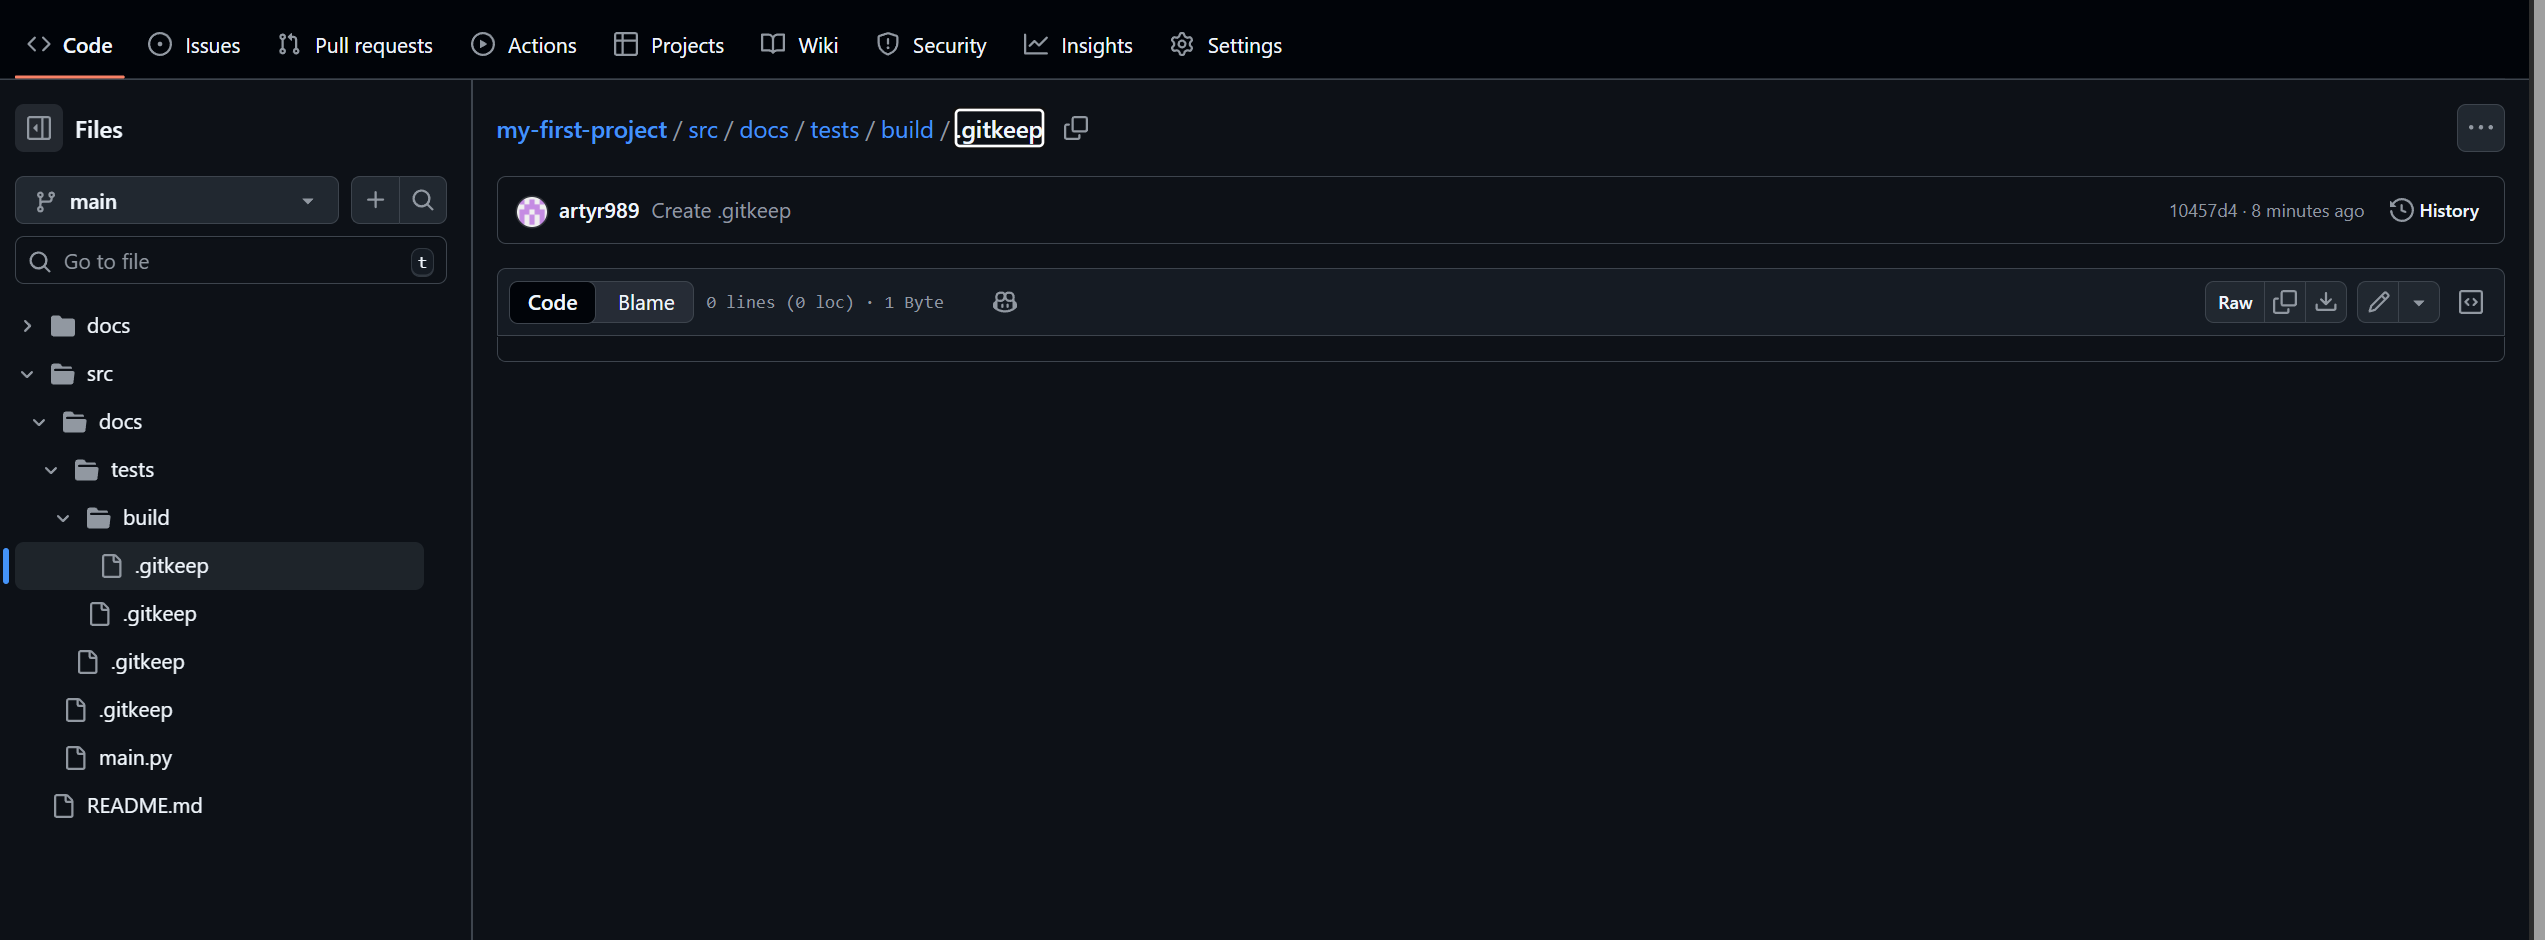 Code Issues Pull requests Actions Projects Wiki Security Insights Settings
Files
main
Go to file t
docs
src
docs
tests
build
.gitkeep
.gitkeep
.gitkeep
.gitkeep
main.py
README.md
my-first-project / src / docs / tests / build / .gitkeep
artyr989 Create .gitkeep 10457d4 · 8 minutes ago History
Code Blame 0 lines (0 loc) · 1 Byte Raw